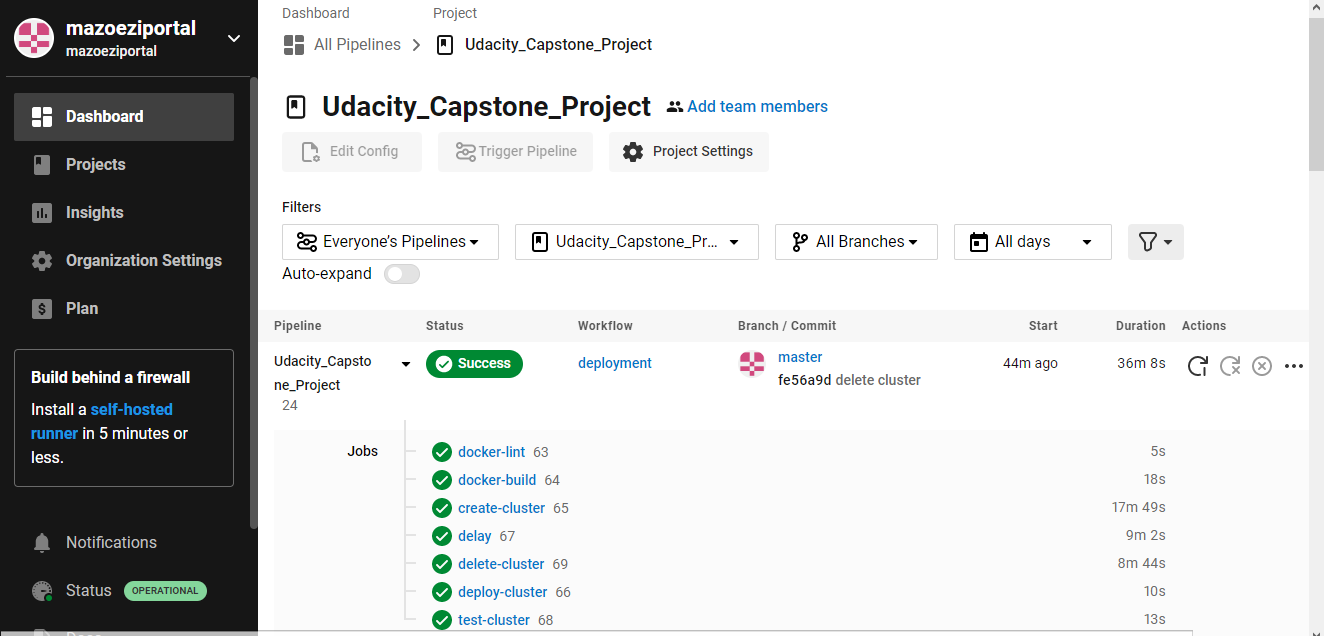 mazoeziportal
mazoeziportal
Dashboard
Projects
Insights
Organization Settings
Plan
Build behind a firewall
Install a self-hosted
runner in 5 minutes or
less.
Notifications
Status OPERATIONAL
Dashboard Project
All Pipelines Udacity_Capstone_Project
Udacity_Capstone_Project Add team members
Edit Config Trigger Pipeline Project Settings
Filters
Everyone's Pipelines Udacity_Capstone_Pr... All Branches All days
Auto-expand
Pipeline Status Workflow Branch / Commit Start Duration Actions
Udacity_Capsto
ne_Project
24
Success deployment master 44m ago 36m 8s
fe56a9d delete cluster
Jobs
docker-lint 63 5s
docker-build 64 18s
create-cluster 65 17m 49s
delay 67 9m 2s
delete-cluster 69 8m 44s
deploy-cluster 66 10s
test-cluster 68 13s